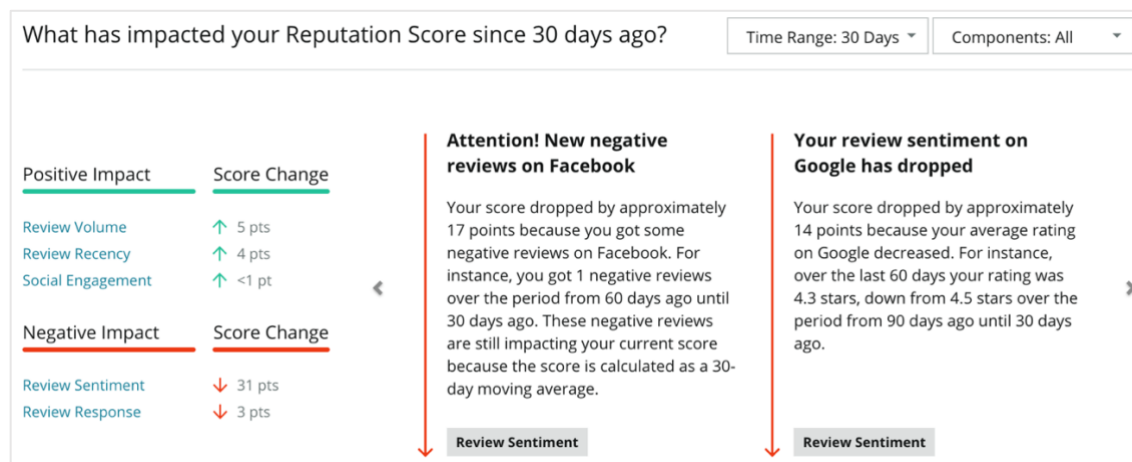 What has impacted your Reputation Score since 30 days ago?
Time Range: 30 Days
Components: All
Positive Impact Score Change
Review Volume 5 pts
Review Recency 4 pts
Social Engagement <1 pt
Negative Impact Score Change
Review Sentiment 31 pts
Review Response 3 pts
Attention! New negative
reviews on Facebook
Your score dropped by approximately
17 points because you got some
negative reviews on Facebook. For
instance, you got 1 negative reviews
over the period from 60 days ago until
30 days ago. These negative reviews
are still impacting your current score
because the score is calculated as a 30-
day moving average.
Review Sentiment
Your review sentiment on
Google has dropped
Your score dropped by approximately
14 points because your average rating
on Google decreased. For instance,
over the last 60 days your rating was
4.3 stars, down from 4.5 stars over the
period from 90 days ago until 30 days
ago.
Review Sentiment